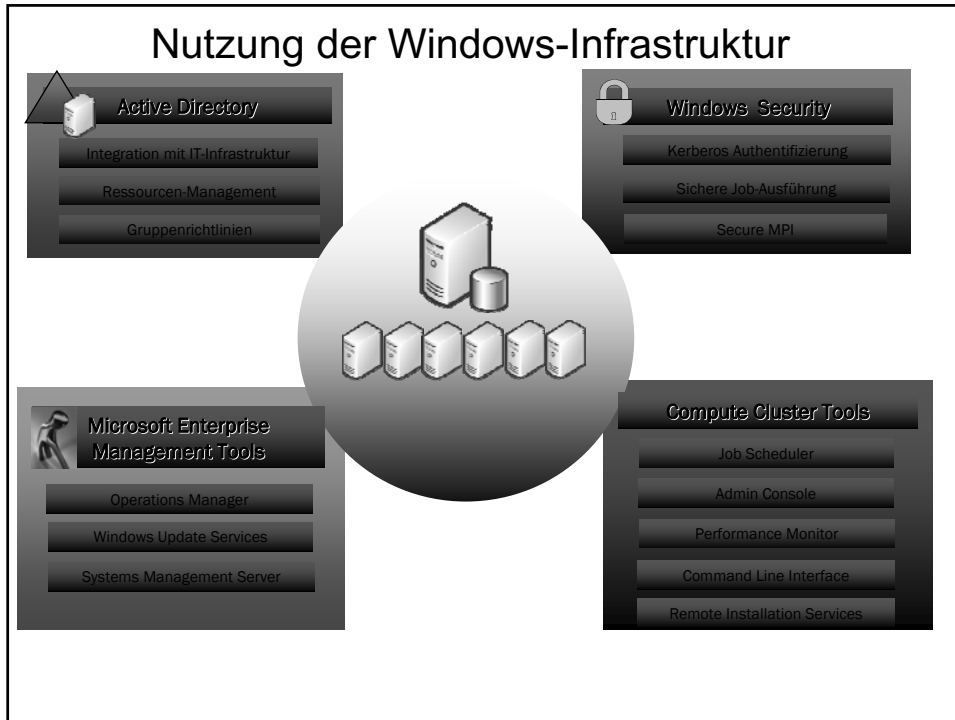 Nutzung der Windows-Infrastruktur
Active Directory
Integration mit IT-Infrastruktur
Ressourcen-Management
Gruppenrichtlinien
Windows Security
Kerberos Authentifizierung
Sichere Job-Ausführung
Secure MPI
Microsoft Enterprise
Management Tools
Operations Manager
Windows Update Services
Systems Management Server
Compute Cluster Tools
Job Scheduler
Admin Console
Performance Monitor
Command Line Interface
Remote Installation Services